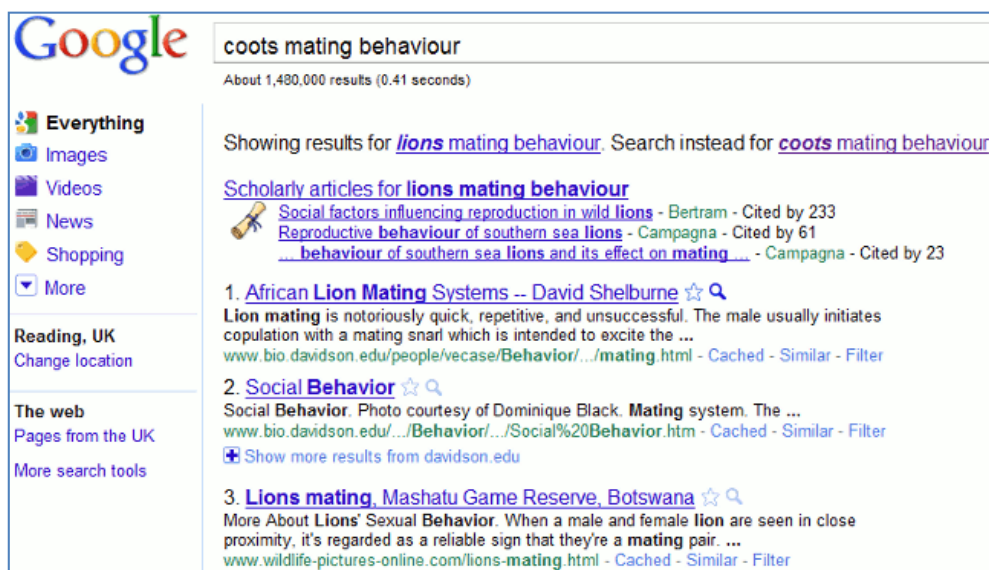 Google
coots mating behaviour
About 1,480,000 results (0.41 seconds)
Everything
Images
Videos
News
Shopping
More
Reading, UK
Change location
The web
Pages from the UK
More search tools
Showing results for lions mating behaviour. Search instead for coots mating behaviour
Scholarly articles for lions mating behaviour
Social factors influencing reproduction in wild lions - Bertram - Cited by 233
Reproductive behaviour of southern sea lions - Campagna - Cited by 61
... behaviour of southern sea lions and its effect on mating ... - Campagna - Cited by 23
1. African Lion Mating Systems -- David Shelburne
Lion mating is notoriously quick, repetitive, and unsuccessful. The male usually initiates
copulation with a mating snarl which is intended to excite the ...
www.bio.davidson.edu/people/vecase/Behavior/.../mating.html - Cached - Similar - Filter
2. Social Behavior
Social Behavior. Photo courtesy of Dominique Black. Mating system. The ...
www.bio.davidson.edu/.../Behavior/.../Social%20Behavior.htm - Cached - Similar - Filter
Show more results from davidson.edu
3. Lions mating, Mashatu Game Reserve, Botswana
More About Lions' Sexual Behavior. When a male and female lion are seen in close
proximity, it's regarded as a reliable sign that they're a mating pair. ...
www.wildlife-pictures-online.com/lions-mating.html - Cached - Similar - Filter